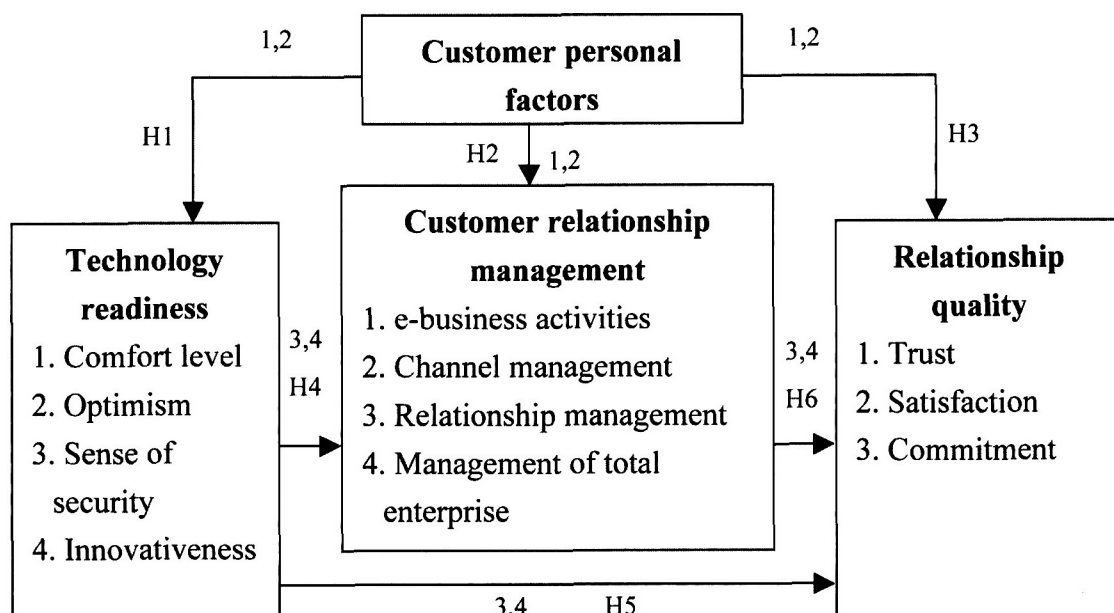 1,2
Customer personal
factors
1,2
H1
H2
1,2
H3
Technology
readiness
1. Comfort level
2. Optimism
3. Sense of
security
4. Innovativeness
3,4
H4
Customer relationship
management
1. e-business activities
2. Channel management
3. Relationship management
4. Management of total
enterprise
3,4
H6
Relationship
quality
1. Trust
2. Satisfaction
3. Commitment
3,4 H5